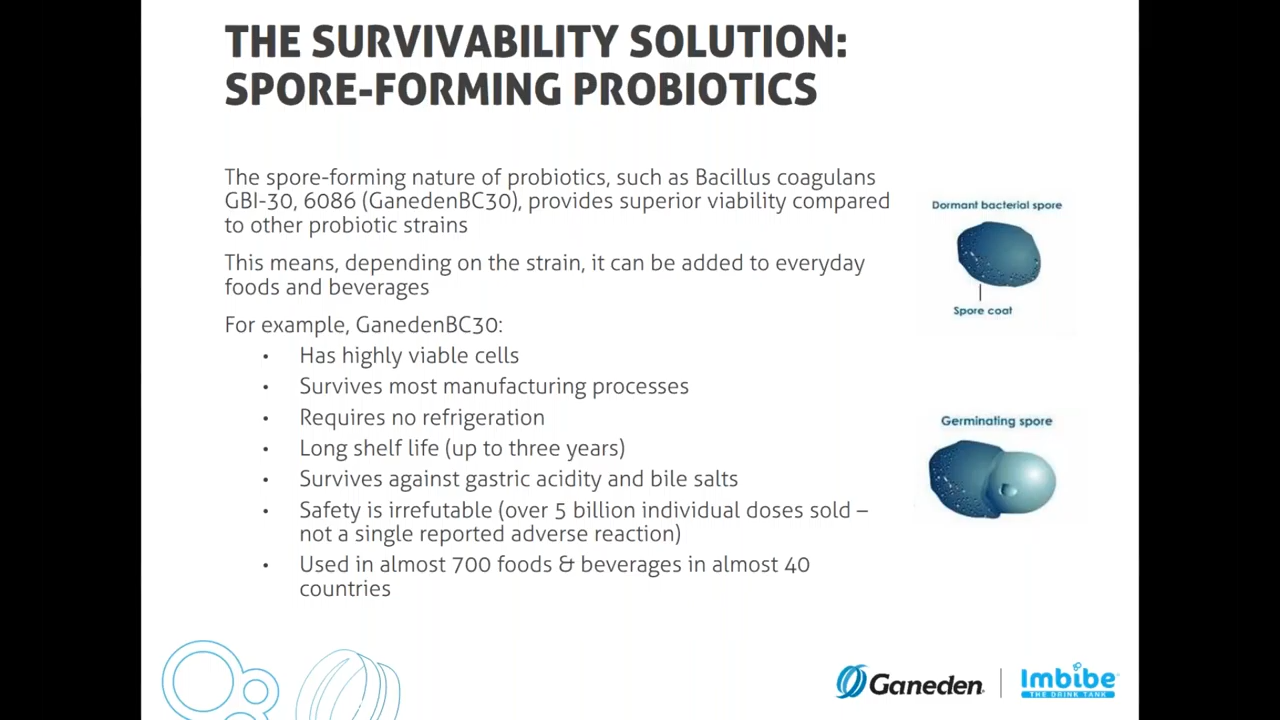 THE SURVIVABILITY SOLUTION:
SPORE-FORMING PROBIOTICS
The spore-forming nature of probiotics, such as Bacillus coagulans
GBI-30, 6086 (GanedenBC30), provides superior viability compared
to other probiotic strains
This means, depending on the strain, it can be added to everyday
foods and beverages
For example, GanedenBC30:
• Has highly viable cells
• Survives most manufacturing processes
• Requires no refrigeration
• Long shelf life (up to three years)
• Survives against gastric acidity and bile salts
• Safety is irrefutable (over 5 billion individual doses sold –
not a single reported adverse reaction)
• Used in almost 700 foods & beverages in almost 40
countries
Dormant bacterial spore
Spore coat
Germinating spore
Ganeden
Imbibe
THE DRINK TANK